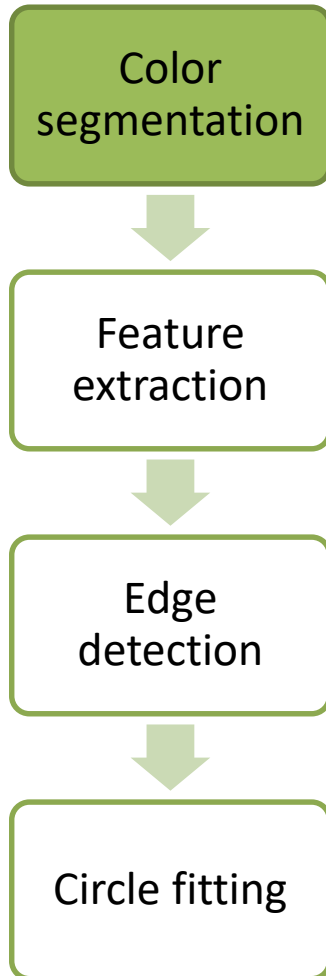 Color
segmentation
Feature
extraction
Edge
detection
Circle fitting